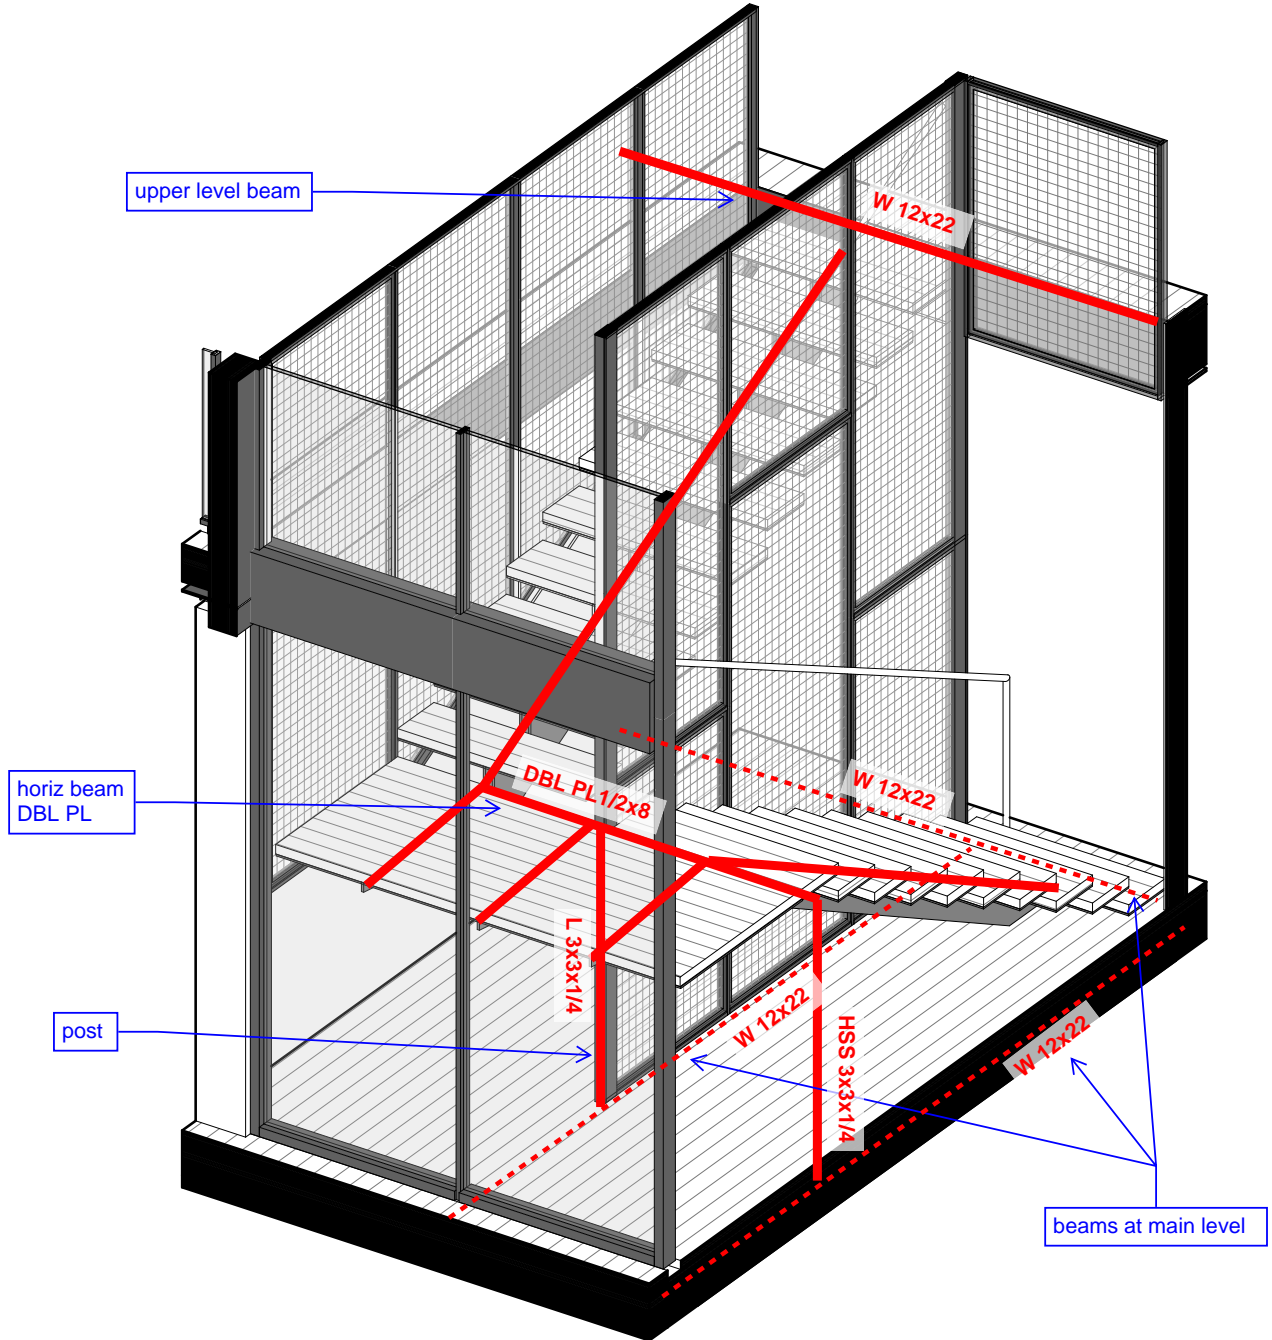 upper level beam
W 12x22
horiz beam
DBL PL
DBL PL1/2x8
W 12x22
L 3x3x1/4
W 12x22
HSS 3x3x1/4
W 12x22
post
beams at main level